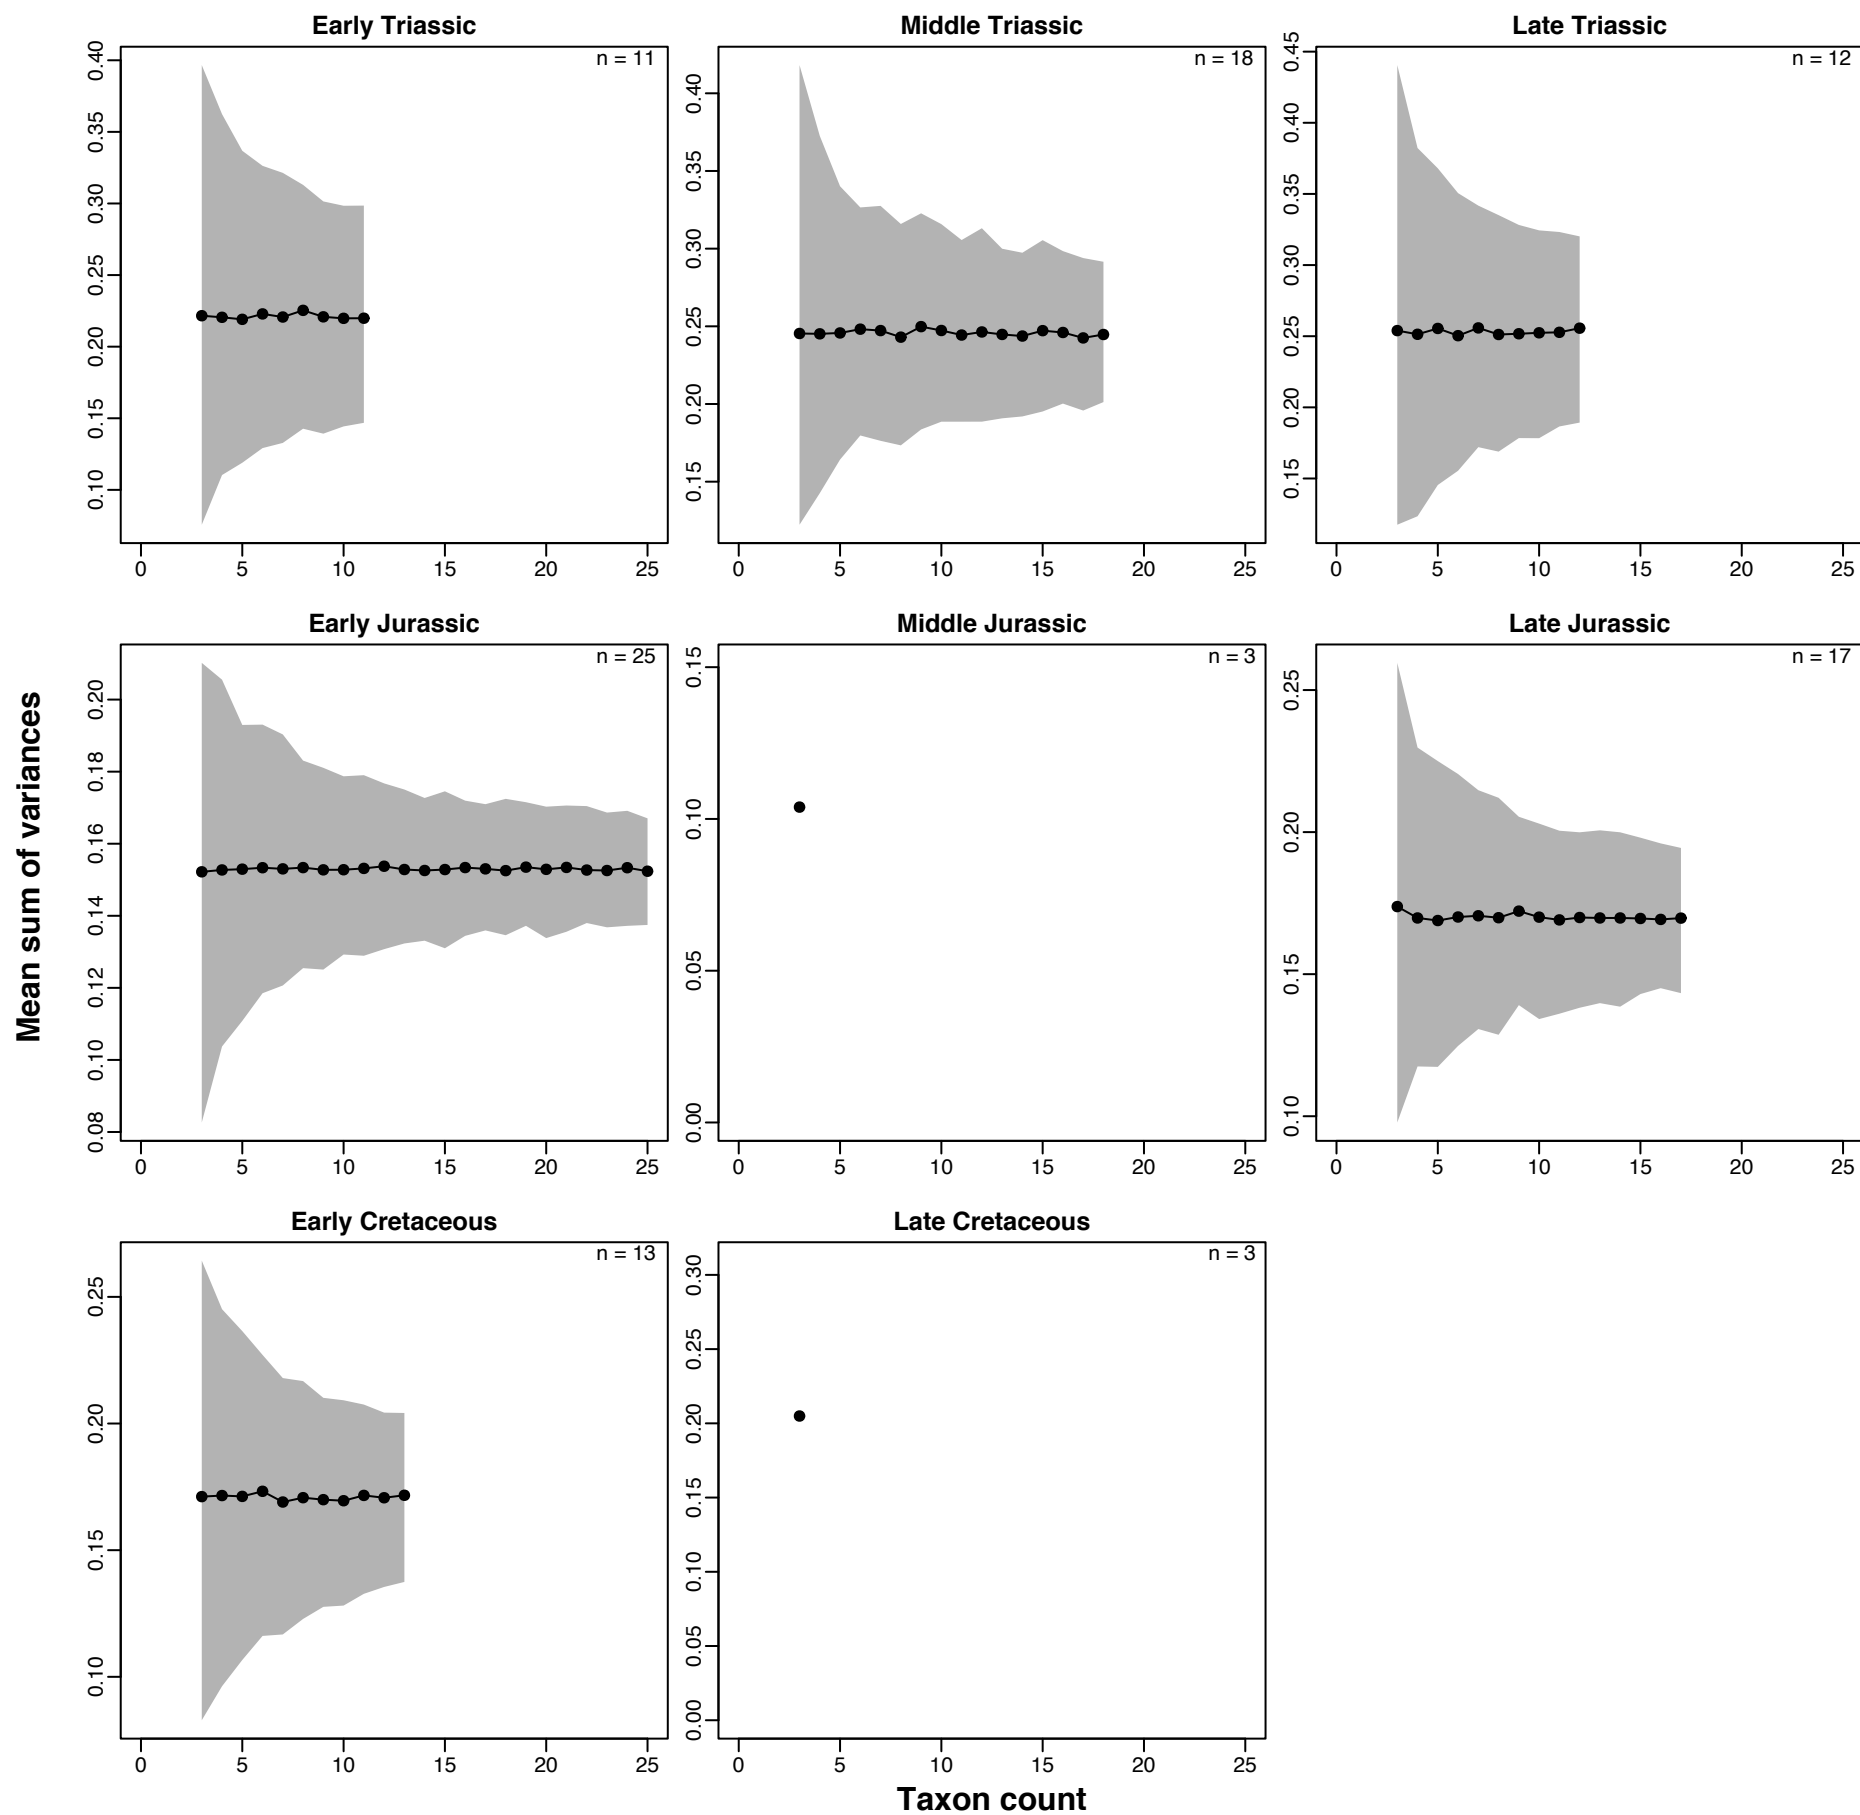 Early Triassic
n = 11
0.40
0.35
0.30
0.25
0.20
0.15
0.10
0 5 10 15 20 25
Middle Triassic
n = 18
0.40
0.35
0.30
0.25
0.20
0.15
0 5 10 15 20 25
Late Triassic
n = 12
0.45
0.40
0.35
0.30
0.25
0.20
0.15
0 5 10 15 20 25
Mean sum of variances
Early Jurassic
n = 25
0.20
0.18
0.16
0.14
0.12
0.10
0.08
0 5 10 15 20 25
Middle Jurassic
n = 3
0.15
0.10
0.05
0.00
0 5 10 15 20 25
Late Jurassic
n = 17
0.25
0.20
0.15
0.10
0 5 10 15 20 25
Early Cretaceous
n = 13
0.25
0.20
0.15
0.10
0 5 10 15 20 25
Late Cretaceous
n = 3
0.30
0.25
0.20
0.15
0.10
0.05
0.00
0 5 10 15 20 25
Taxon count